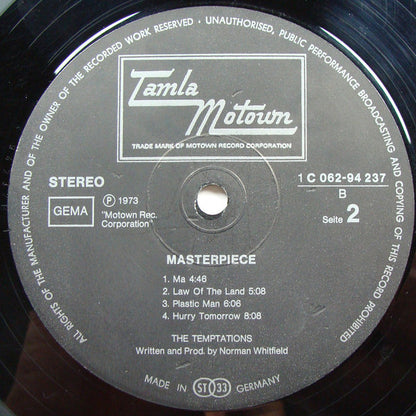 ALL RIGHTS OF THE MANUFACTURER AND OF THE OWNER OF THE RECORDED WORK RESERVED · UNAUTHORISED, PUBLIC PERFORMANCE BROADCASTING AND COPYING OF THIS RECORD PROHIBITED
Tamla
Motown
TRADE MARK OF MOTOWN RECORD CORPORATION
STEREO
GEMA
℗ 1973
"Motown Rec.
Corporation"
1 C 062-94 237
B
Seite 2
MASTERPIECE
1. Ma 4:46
2. Law Of The Land 5:08
3. Plastic Man 6:06
4. Hurry Tomorrow 8:08
THE TEMPTATIONS
Written and Prod. by Norman Whitfield
MADE IN ST 33 GERMANY